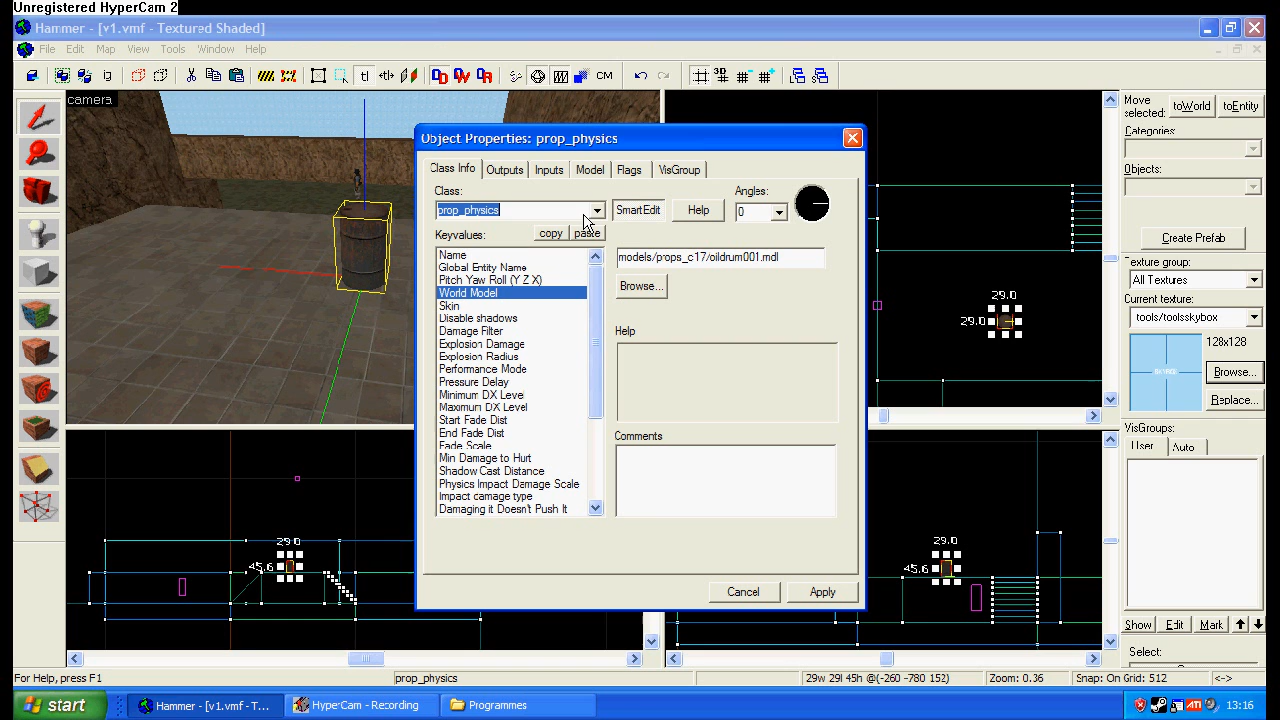 Unregistered HyperCam 2
Hammer - [v1.vmf - Textured Shaded]
File Edit Map View Tools Window Help
camera
Object Properties: prop_physics
Class Info Outputs Inputs Model Flags VisGroup
Class:
prop_physics
SmartEdit
Help
Angles:
0
Keyvalues:
copy
paste
Name
Global Entity Name
Pitch Yaw Roll (Y Z X)
World Model
Skin
Disable shadows
Damage Filter
Explosion Damage
Explosion Radius
Performance Mode
Pressure Delay
Minimum DX Level
Maximum DX Level
Start Fade Dist
End Fade Dist
Fade Scale
Min Damage to Hurt
Shadow Cast Distance
Physics Impact Damage Scale
Impact damage type
Damaging it Doesn't Push It
models/props_c17/oildrum001.mdl
Browse...
Help
Comments
Cancel
Apply
29.0
29.0
29.0
45.6
29.0
45.6
Move selected:
toWorld
toEntity
Categories:
Objects:
Create Prefab
Texture group:
All Textures
Current texture:
tools/toolsskybox
128x128
Browse...
Replace...
VisGroups:
User Auto
Show Edit Mark
Select:
For Help, press F1
prop_physics
29w 29l 45h @(-260 -780 152)
Zoom: 0.36
Snap: On Grid: 512
<->
start
Hammer - [v1.vmf - T...
HyperCam - Recording
Programmes
13:16